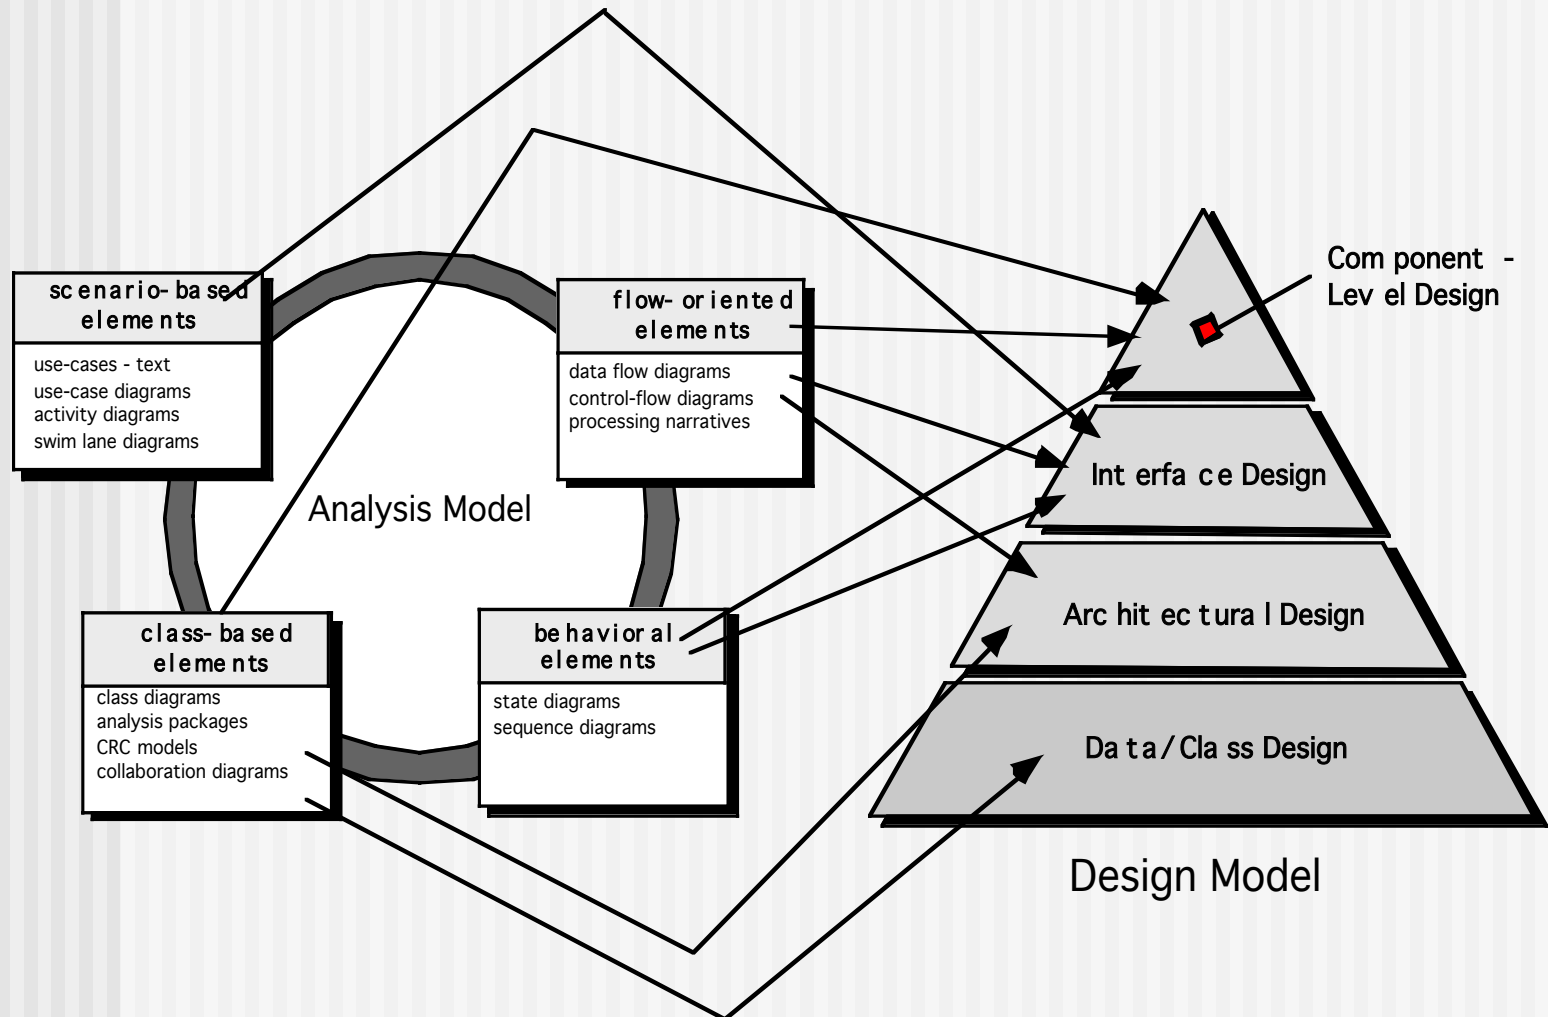 scenario-based
elements
use-cases - text
use-case diagrams
activity diagrams
swim lane diagrams
flow-oriented
elements
data flow diagrams
control-flow diagrams
processing narratives
Analysis Model
class-based
elements
class diagrams
analysis packages
CRC models
collaboration diagrams
behavioral
elements
state diagrams
sequence diagrams
Component -
Level Design
Interface Design
Architectural Design
Data/Class Design
Design Model